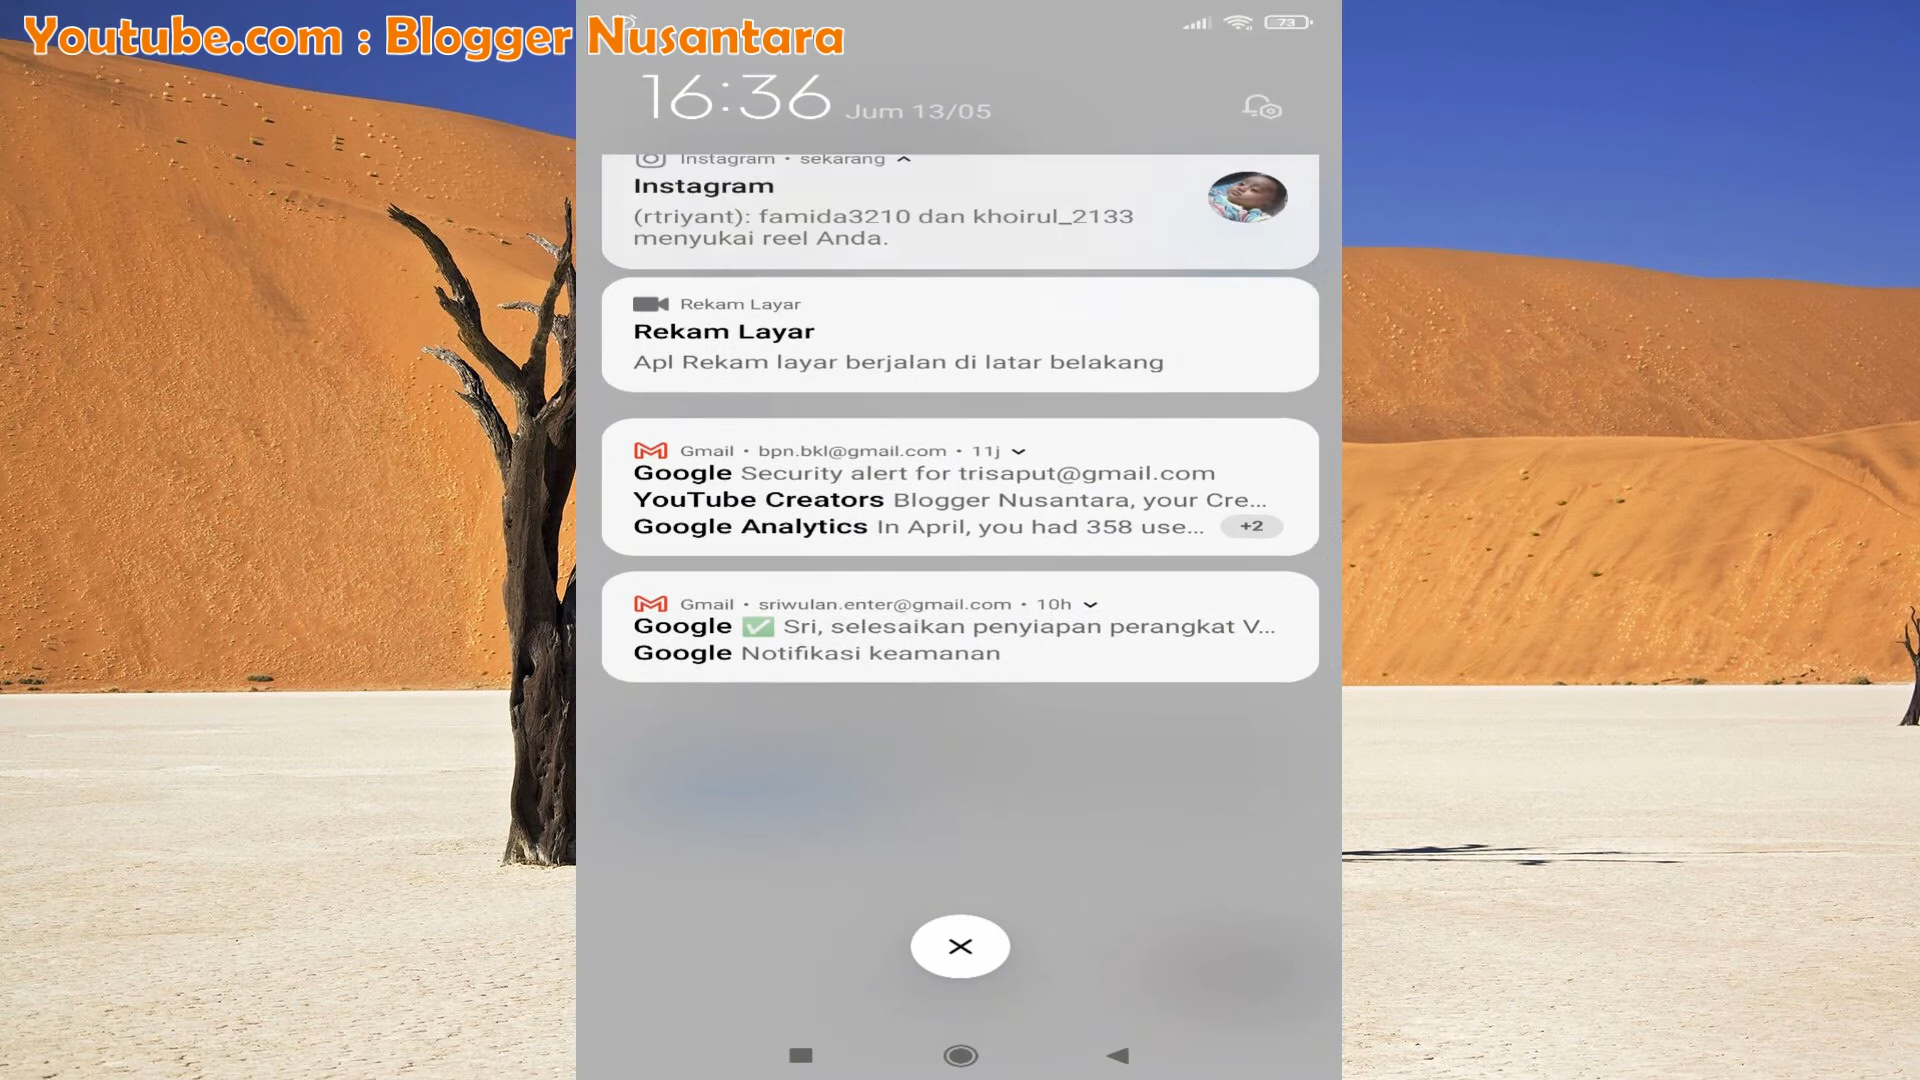 Youtube.com : Blogger Nusantara
73
16:36 Jum 13/05
Instagram • sekarang
Instagram
(rtriyant): famida3210 dan khoirul_2133
menyukai reel Anda.
Rekam Layar
Rekam Layar
Apl Rekam layar berjalan di latar belakang
Gmail • bpn.bkl@gmail.com • 11j
Google Security alert for trisaput@gmail.com
YouTube Creators Blogger Nusantara, your Cre...
Google Analytics In April, you had 358 use... +2
Gmail • sriwulan.enter@gmail.com • 10h
Google ✅ Sri, selesaikan penyiapan perangkat V...
Google Notifikasi keamanan